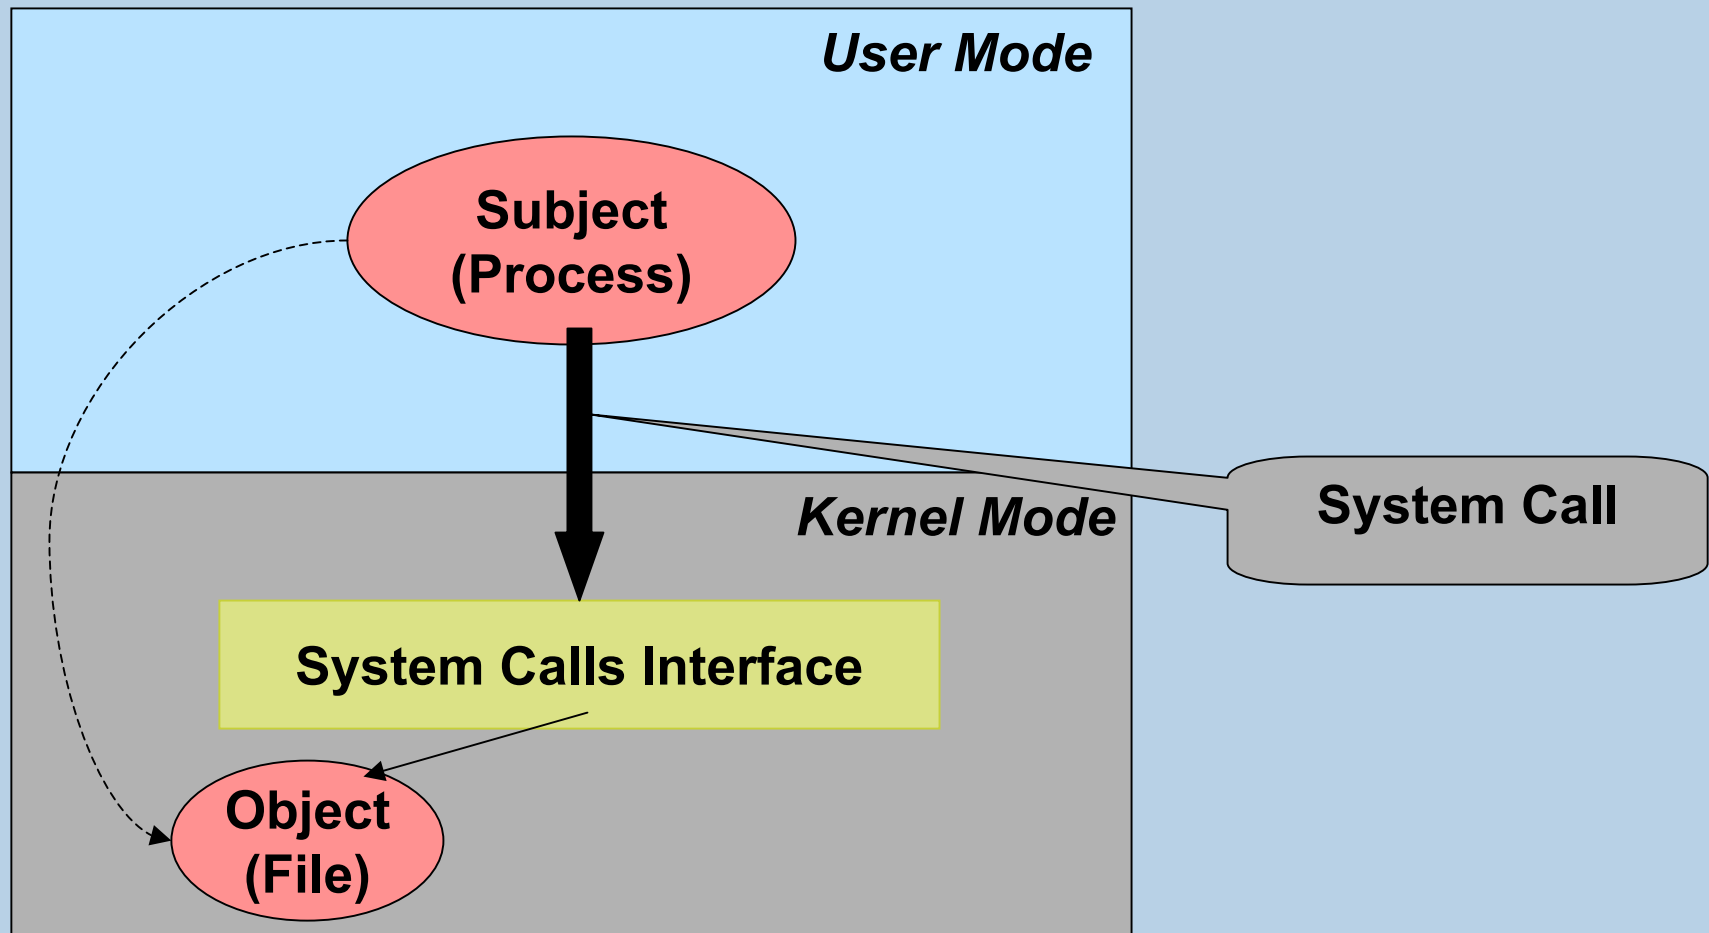 User Mode
Subject
(Process)
Kernel Mode
System Call
System Calls Interface
Object
(File)